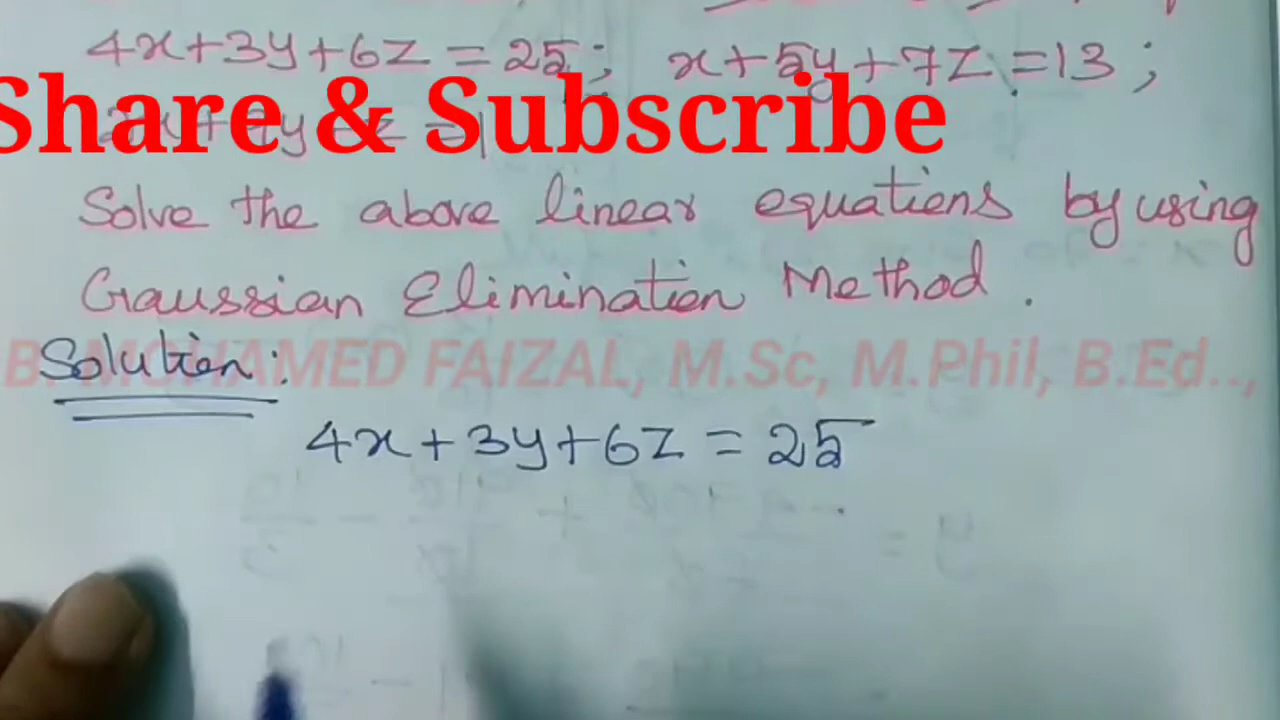 4x+3y+6z = 25; x+5y+7z = 13;
Share & Subscribe
Solve the above linear equations by using
Gaussian Elimination Method.
B. MOHAMED FAIZAL, M.Sc, M.Phil, B.Ed..,
Solution:
4x+3y+6z = 25